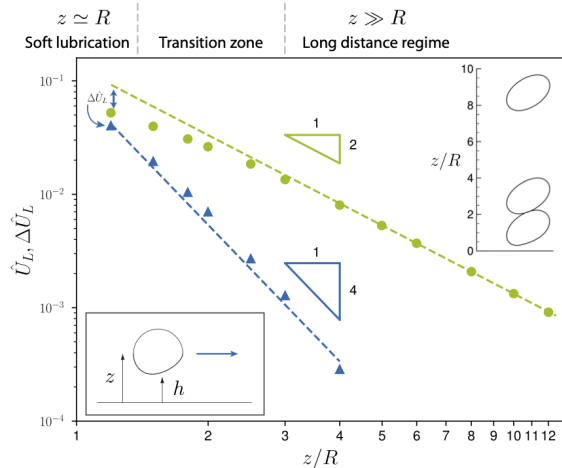 z ≃ R
z ≫ R
Soft lubrication
Transition zone
Long distance regime
10⁻¹
10⁻²
10⁻³
10⁻⁴
Û_L, ΔÛ_L
ΔÛ_L
1
2
1
4
10
8
6
4
2
0
z/R
z
h
1
2
3
4
5
6
7
8
9
10
11
12
z/R